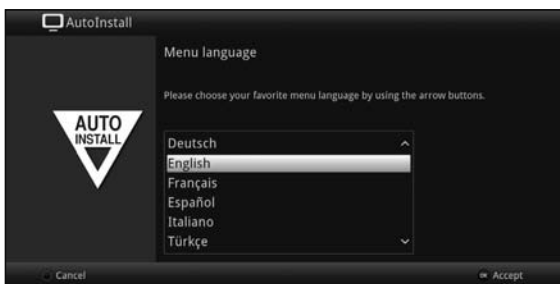 AutoInstall
Menu language
Please choose your favorite menu language by using the arrow buttons.
AUTO
INSTALL
Deutsch
English
Français
Español
Italiano
Türkçe
Cancel
OK Accept